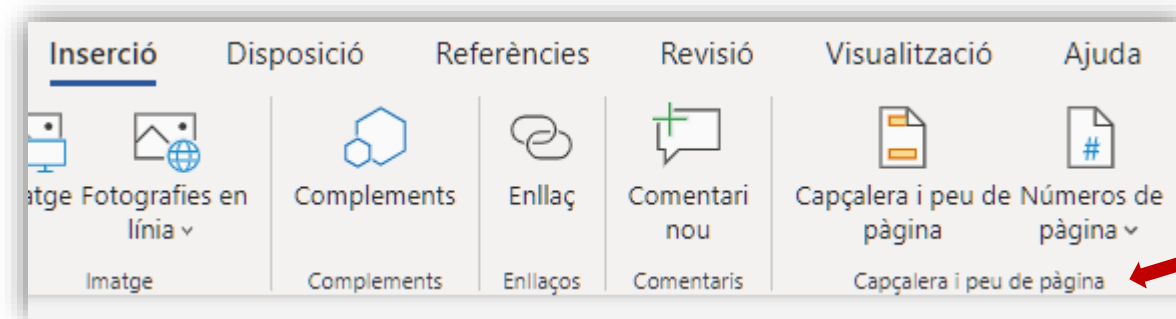 Inserció Disposició Referències Revisió Visualització Ajuda
atge Fotografies en línia Complements Enllaç Comentari nou Capçalera i peu de pàgina Números de pàgina
Imatge Complements Enllaços Comentaris Capçalera i peu de pàgina